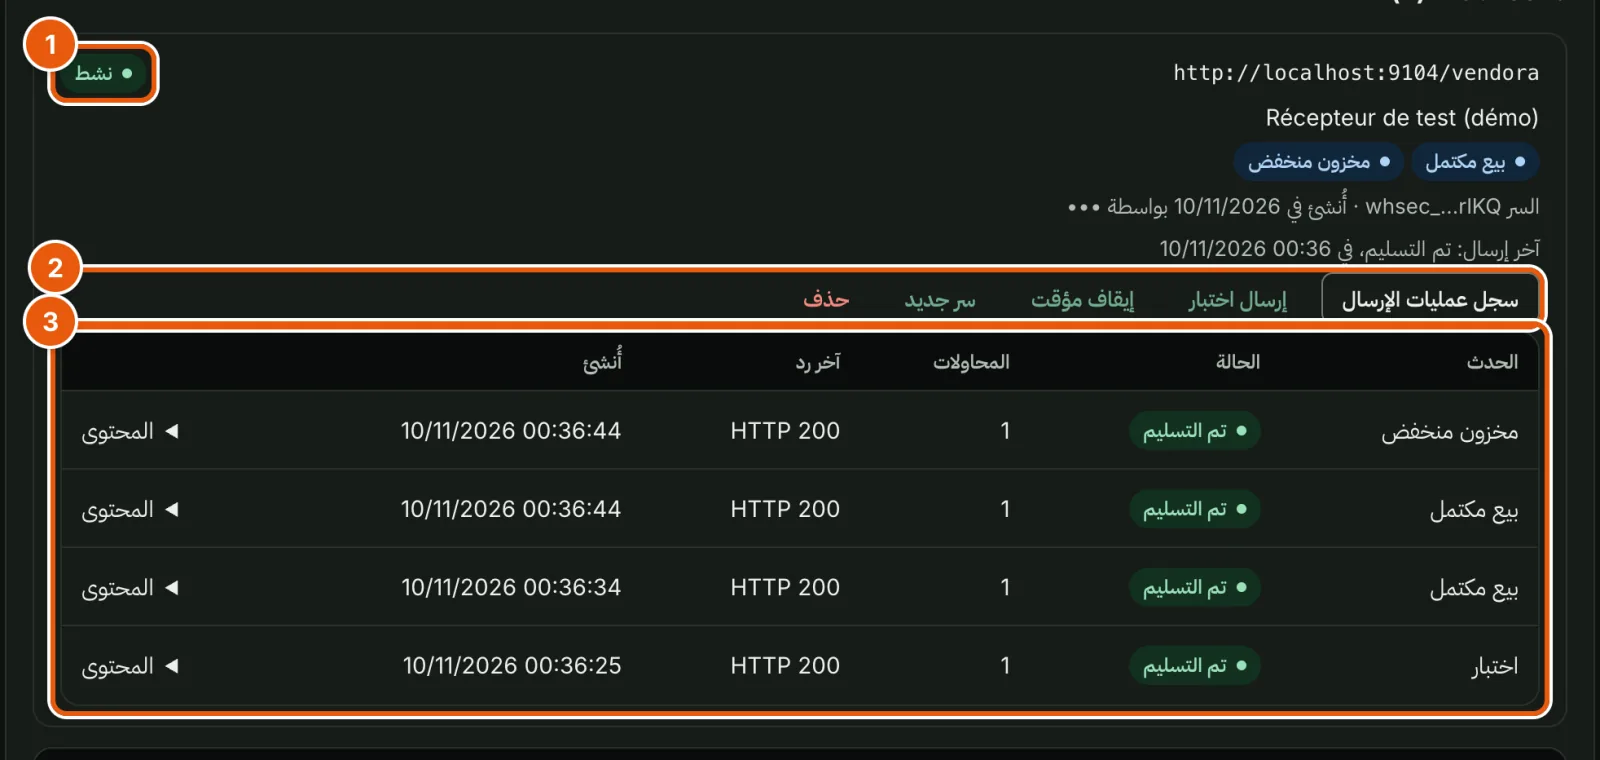 1
نشط
http://localhost:9104/vendora
Récepteur de test (démo)
بيع مكتمل مخزون منخفض
السر whsec_...rIKQ · أُنشئ في 10/11/2026 بواسطة •••
آخر إرسال: تم التسليم، في 10/11/2026 00:36
2
سجل عمليات الإرسال إرسال اختبار إيقاف مؤقت سر جديد حذف
3
الحدث الحالة المحاولات آخر رد أُنشئ
مخزون منخفض تم التسليم 1 HTTP 200 10/11/2026 00:36:44 المحتوى
بيع مكتمل تم التسليم 1 HTTP 200 10/11/2026 00:36:44 المحتوى
بيع مكتمل تم التسليم 1 HTTP 200 10/11/2026 00:36:34 المحتوى
اختبار تم التسليم 1 HTTP 200 10/11/2026 00:36:25 المحتوى